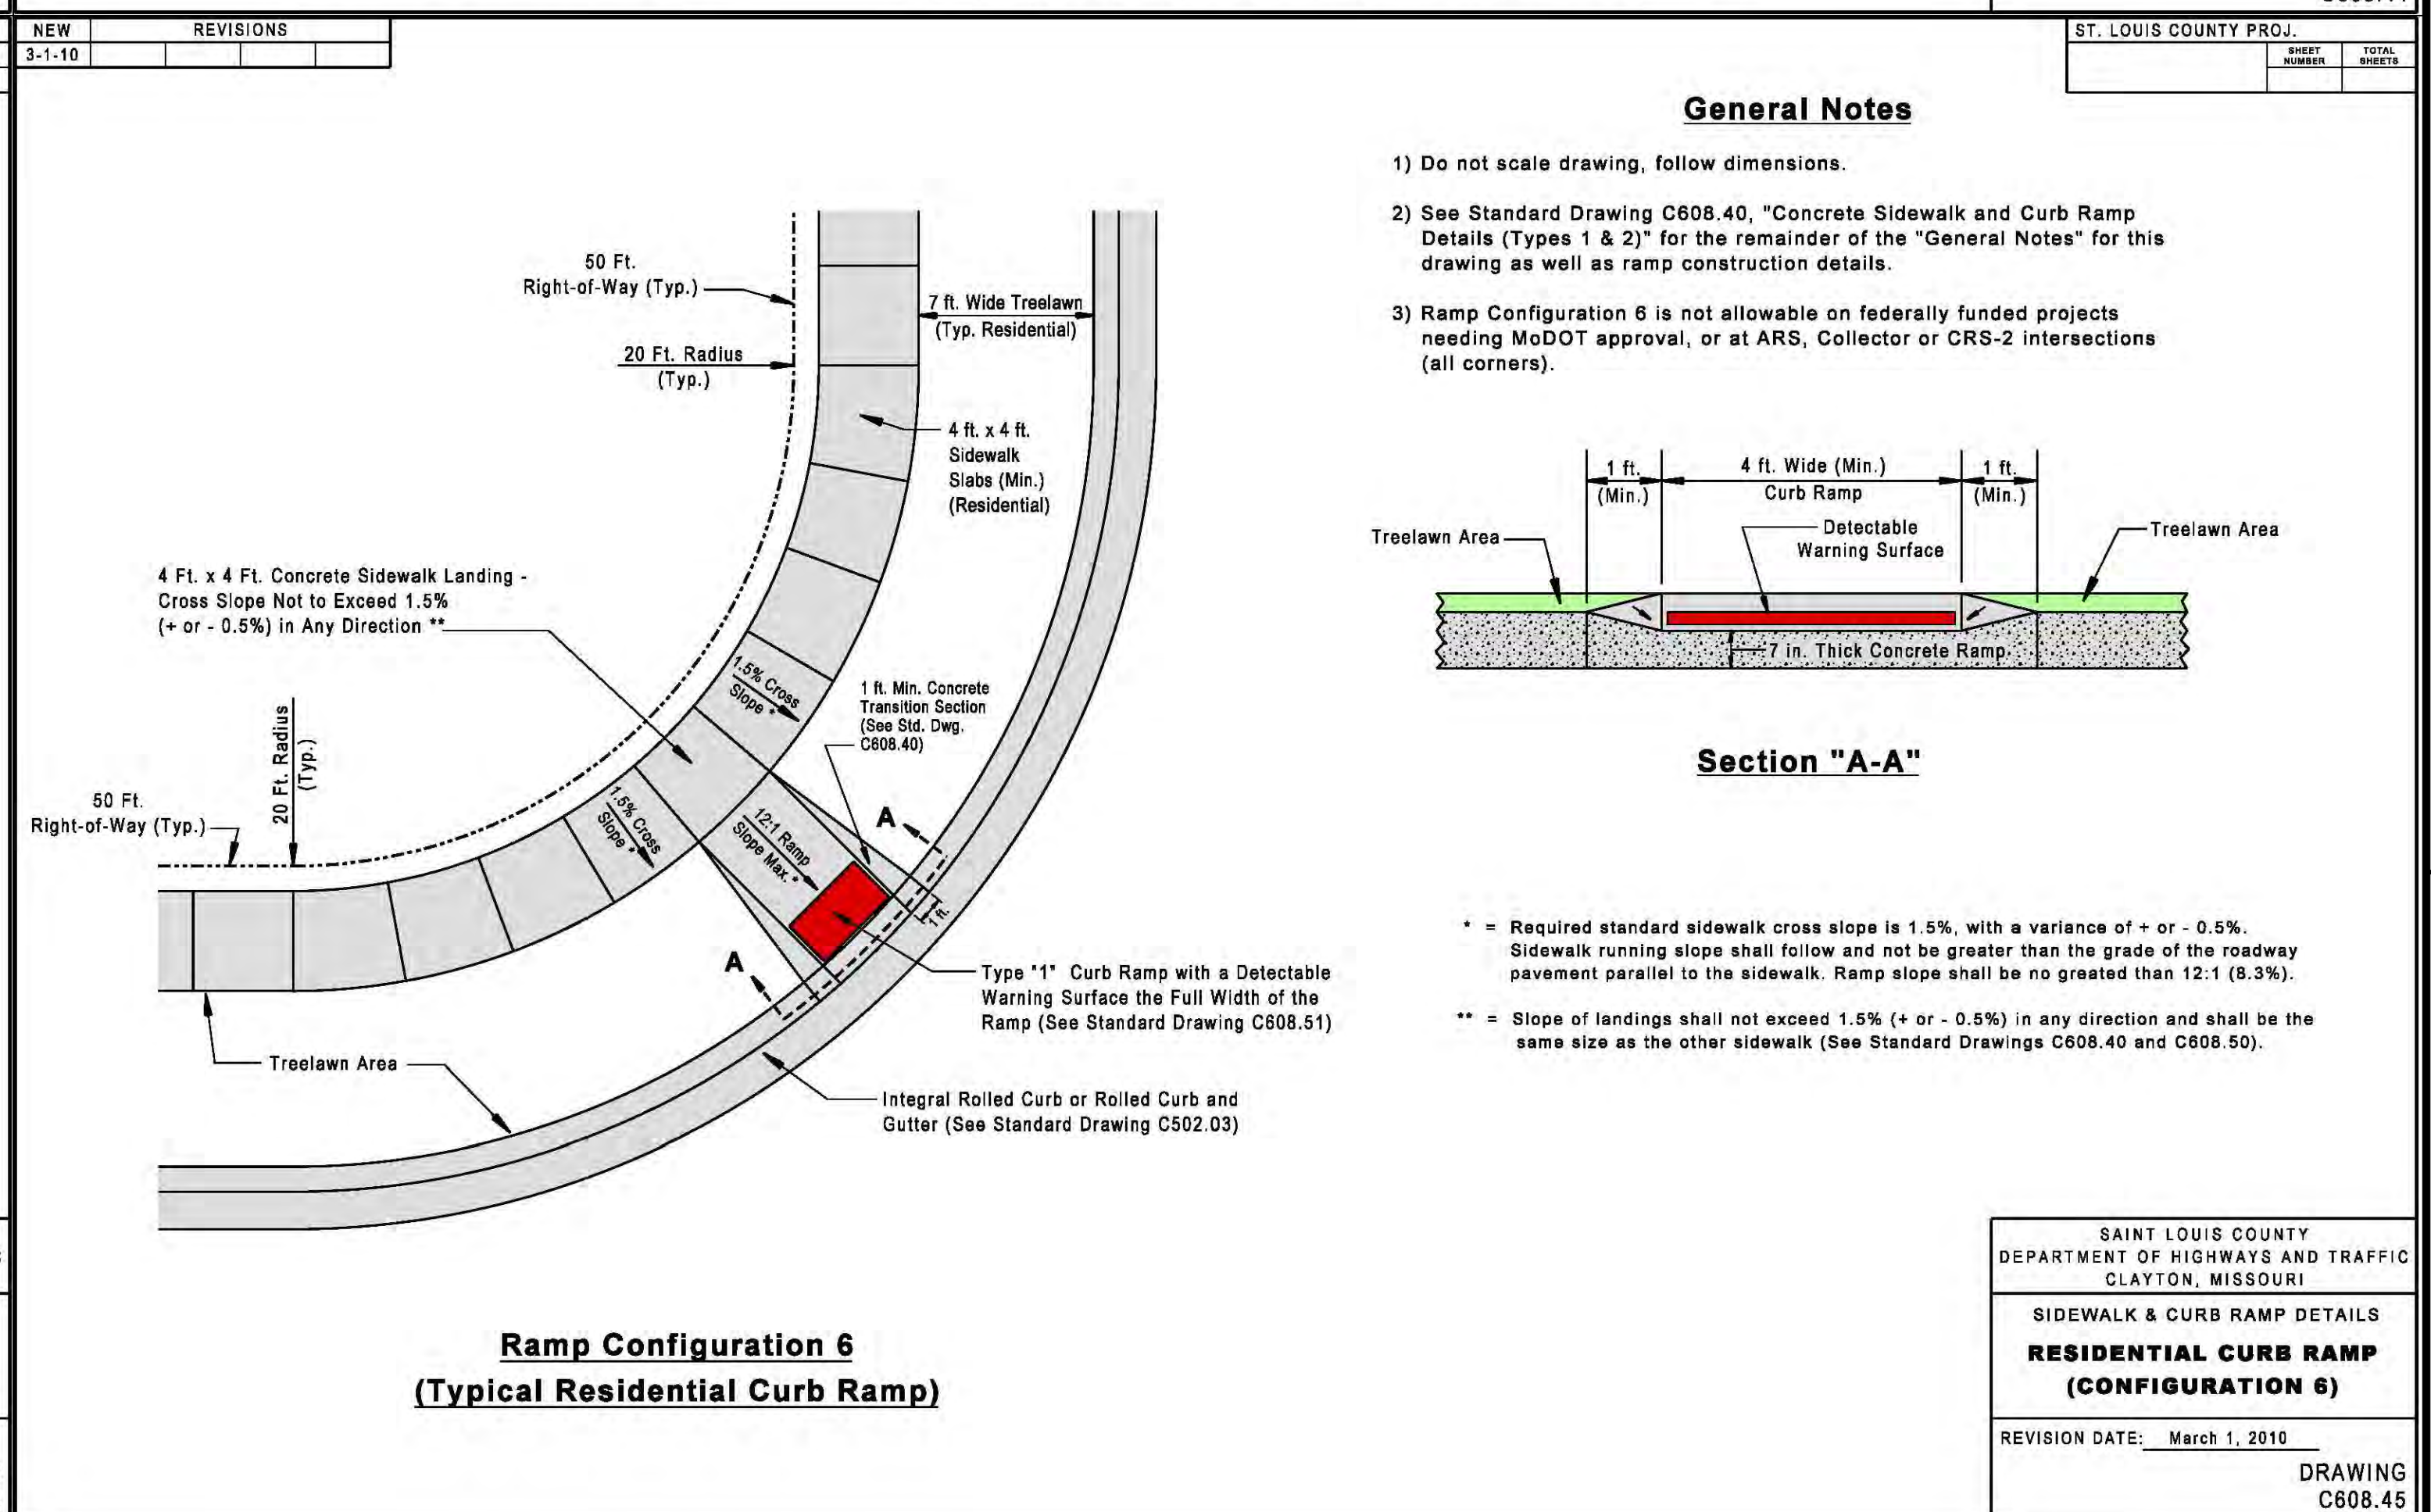 NEW
REVISIONS
3-1-10
ST. LOUIS COUNTY PROJ.
SHEET
NUMBER
TOTAL
SHEETS
General Notes
1) Do not scale drawing, follow dimensions.
2) See Standard Drawing C608.40, "Concrete Sidewalk and Curb Ramp
Details (Types 1 & 2)" for the remainder of the "General Notes" for this
drawing as well as ramp construction details.
3) Ramp Configuration 6 is not allowable on federally funded projects
needing MoDOT approval, or at ARS, Collector or CRS-2 intersections
(all corners).
50 Ft.
Right-of-Way (Typ.)
7 ft. Wide Treelawn
(Typ. Residential)
20 Ft. Radius
(Typ.)
4 ft. x 4 ft.
Sidewalk
Slabs (Min.)
(Residential)
4 Ft. x 4 Ft. Concrete Sidewalk Landing -
Cross Slope Not to Exceed 1.5%
(+ or - 0.5%) in Any Direction **
1.5% Cross
Slope *
1 ft. Min. Concrete
Transition Section
(See Std. Dwg.
C608.40)
20 Ft. Radius
(Typ.)
50 Ft.
Right-of-Way (Typ.)
1.5% Cross
Slope *
12:1 Ramp
Slope Max. *
A
1 ft.
A
Type "1" Curb Ramp with a Detectable
Warning Surface the Full Width of the
Ramp (See Standard Drawing C608.51)
Treelawn Area
Integral Rolled Curb or Rolled Curb and
Gutter (See Standard Drawing C502.03)
Ramp Configuration 6
(Typical Residential Curb Ramp)
1 ft.
(Min.)
4 ft. Wide (Min.)
Curb Ramp
1 ft.
(Min.)
Treelawn Area
Detectable
Warning Surface
Treelawn Area
7 in. Thick Concrete Ramp
Section "A-A"
* = Required standard sidewalk cross slope is 1.5%, with a variance of + or - 0.5%.
Sidewalk running slope shall follow and not be greater than the grade of the roadway
pavement parallel to the sidewalk. Ramp slope shall be no greated than 12:1 (8.3%).
** = Slope of landings shall not exceed 1.5% (+ or - 0.5%) in any direction and shall be the
same size as the other sidewalk (See Standard Drawings C608.40 and C608.50).
SAINT LOUIS COUNTY
DEPARTMENT OF HIGHWAYS AND TRAFFIC
CLAYTON, MISSOURI
SIDEWALK & CURB RAMP DETAILS
RESIDENTIAL CURB RAMP
(CONFIGURATION 6)
REVISION DATE: March 1, 2010
DRAWING
C608.45